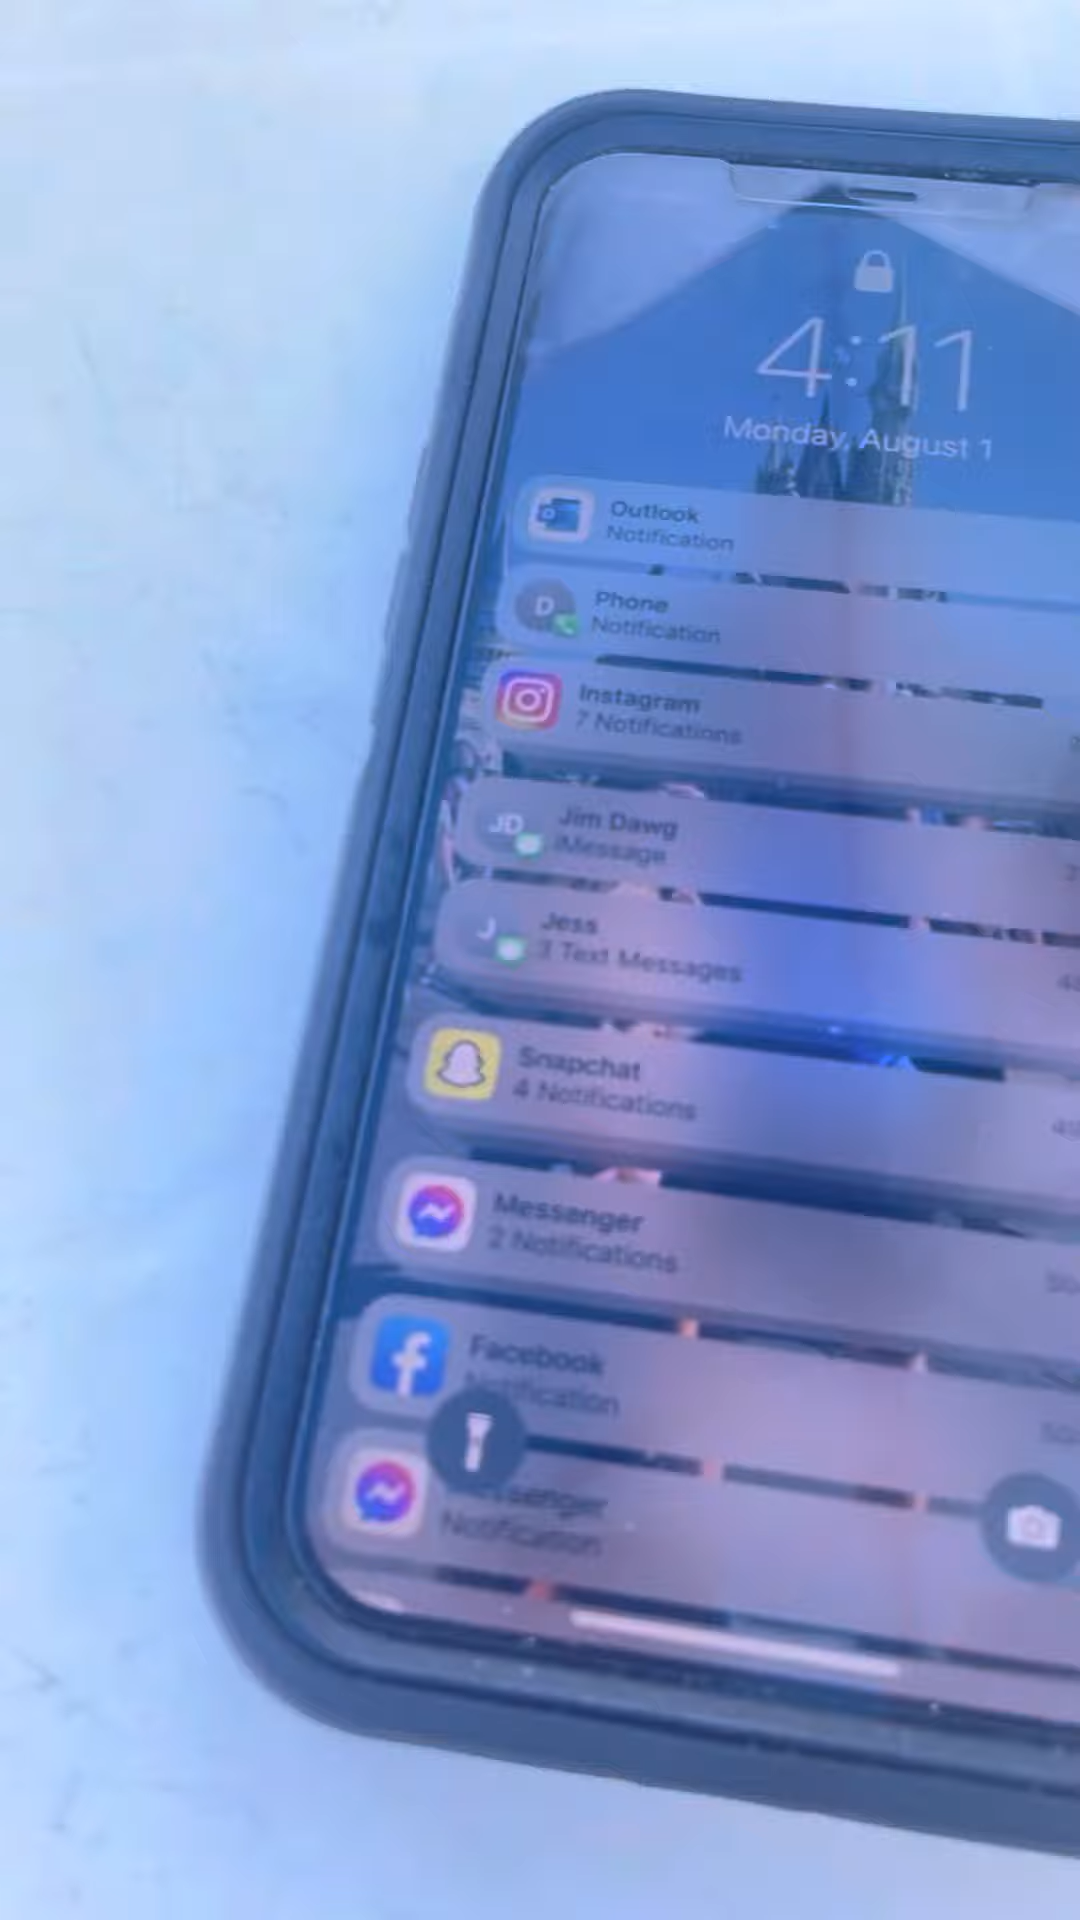 4:11
Monday, August 1
Outlook
Notification
D
Phone
Notification
Instagram
7 Notifications
JD
Jim Dawg
iMessage
J
Jess
3 Text Messages
Snapchat
4 Notifications
Messenger
2 Notifications
Facebook
Notification
Messenger
Notification